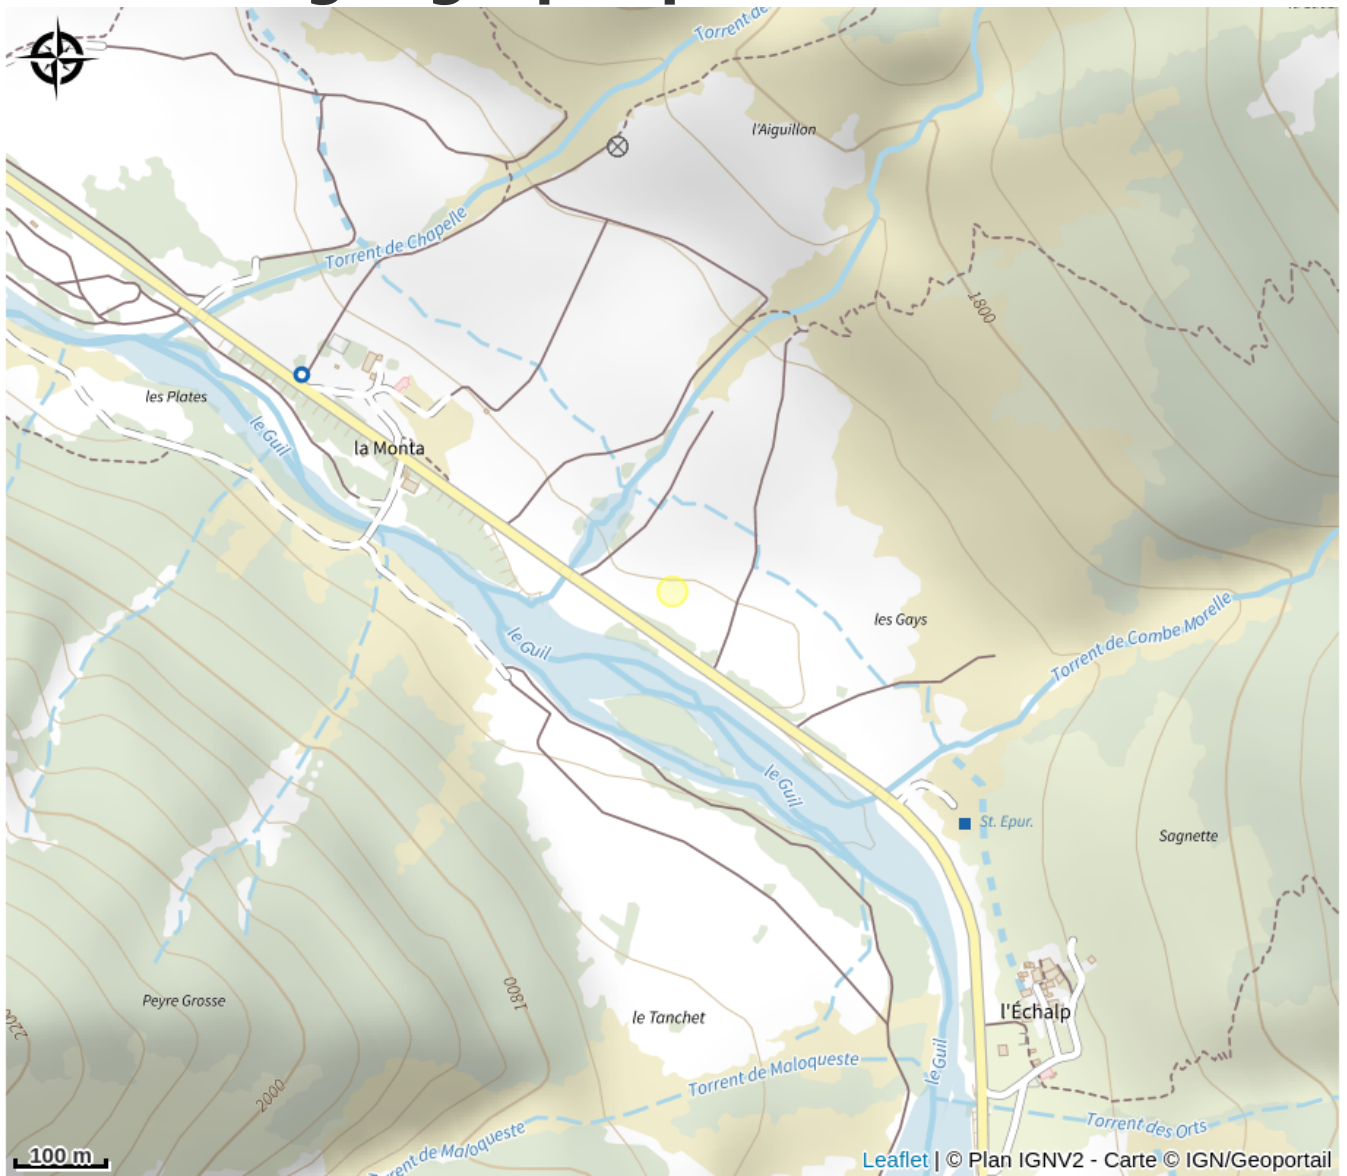 Torrent de
l'Aiguillon
Torrent de Chapelle
1800
les Plates
le Guil
la Monta
les Gays
Torrent de Combe Morelle
le Guil
le Guil
St. Epur.
Sagnette
Peyre Grosse
1800
le Tanchet
l'Échalp
2000
le Guil
Torrent de Maloqueste
Torrent des Orts
rrent de Maloqueste
100 m
Leaflet | © Plan IGNV2 - Carte © IGN/Geoportail